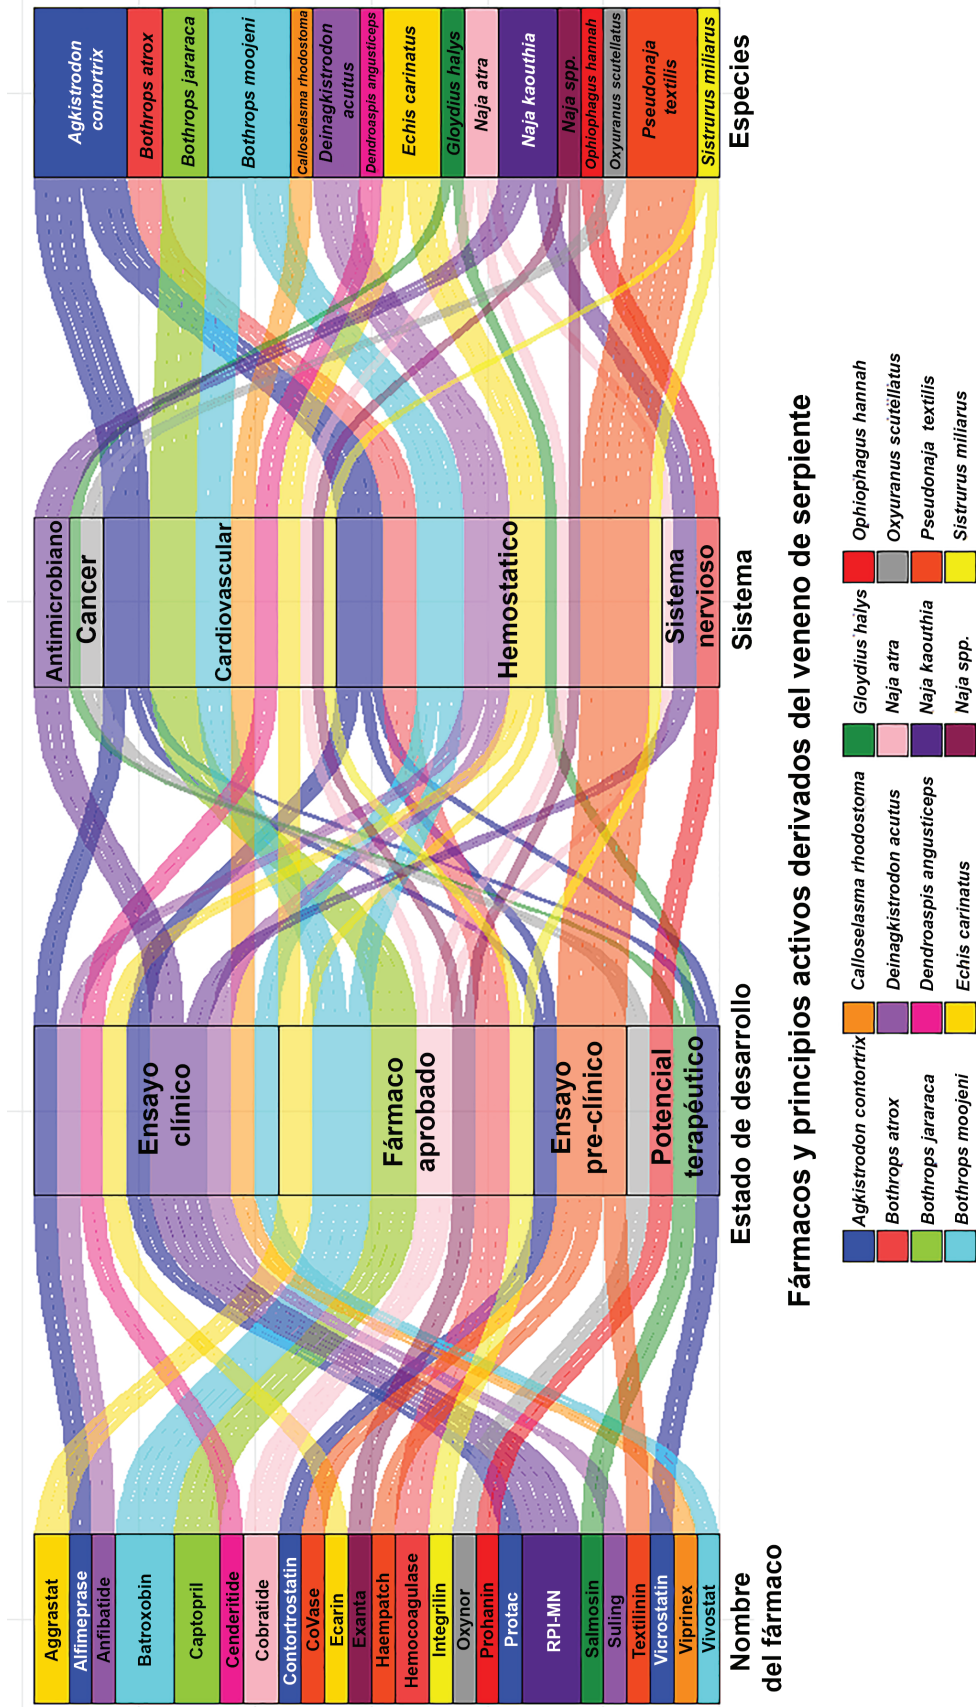 Aggrastat
Alfimeprase
Anfibatide
Batroxobin
Captopril
Cenderitide
Cobratide
Contortrostatin
CoVase
Ecarin
Exanta
Haempatch
Hemocoagulase
Integrilin
Oxynor
Prohanin
Protac
RPI-MN
Salmosin
Suling
Textilinin
Vicrostatin
Viprinex
Vivostat
Nombre
del fármaco
Ensayo
clínico
Fármaco
aprobado
Ensayo
pre-clínico
Potencial
terapéutico
Estado de desarrollo
Antimicrobiano
Cancer
Cardiovascular
Hemostatico
Sistema
nervioso
Sistema
Agkistrodon
contortrix
Bothrops atrox
Bothrops jararaca
Bothrops moojeni
Calloselasma rhodostoma
Deinagkistrodon
acutus
Dendroaspis angusticeps
Echis carinatus
Gloydius halys
Naja atra
Naja kaouthia
Naja spp.
Ophiophagus hannah
Oxyuranus scutellatus
Pseudonaja
textilis
Sistrurus miliarus
Especies
Fármacos y principios activos derivados del veneno de serpiente
Agkistrodon contortrix
Bothrops atrox
Bothrops jararaca
Bothrops moojeni
Calloselasma rhodostoma
Deinagkistrodon acutus
Dendroaspis angusticeps
Echis carinatus
Gloydius halys
Naja atra
Naja kaouthia
Naja spp.
Ophiophagus hannah
Oxyuranus scutellatus
Pseudonaja textilis
Sistrurus miliarus